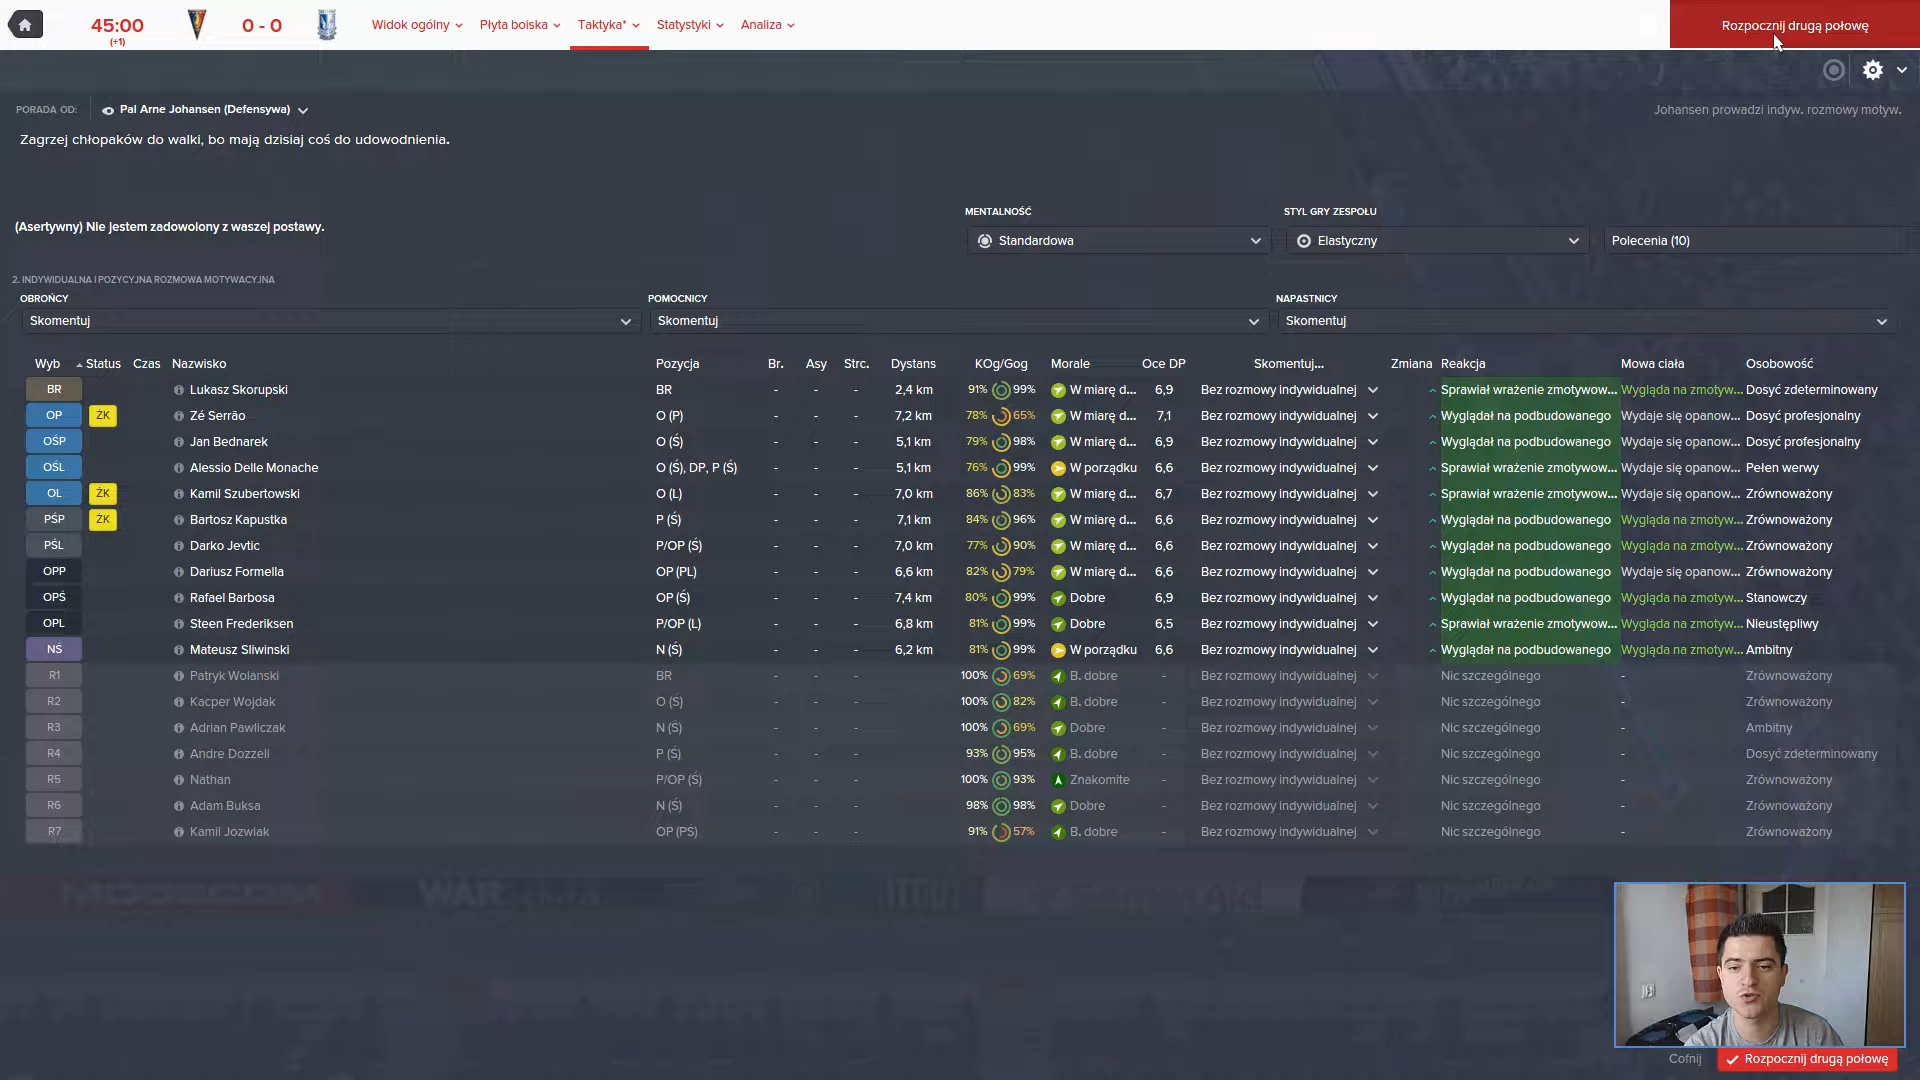 45:00
(+1)
0 - 0
Widok ogólny
Płyta boiska
Taktyka*
Statystyki
Analiza
Rozpocznij drugą połowę
PORADA OD:
Pal Arne Johansen (Defensywa)
Johansen prowadzi indyw. rozmowy motyw.
Zagrzej chłopaków do walki, bo mają dzisiaj coś do udowodnienia.
MENTALNOŚĆ
STYL GRY ZESPOŁU
(Asertywny) Nie jestem zadowolony z waszej postawy.
Standardowa
Elastyczny
Polecenia (10)
2. INDYWIDUALNA I POZYCYJNA ROZMOWA MOTYWACYJNA
OBROŃCY
POMOCNICY
NAPASTNICY
Skomentuj
Skomentuj
Skomentuj
Wyb Status Czas Nazwisko Pozycja Br. Asy Strc. Dystans KOg/Gog Morale Oce DP Skomentuj... Zmiana Reakcja Mowa ciała Osobowość
BR Lukasz Skorupski BR - - - 2,4 km 91% 99% W miarę d... 6,9 Bez rozmowy indywidualnej Sprawiał wrażenie zmotywow... Wygląda na zmotyw... Dosyć zdeterminowany
OP ŻK Zé Serrão O (P) - - - 7,2 km 78% 65% W miarę d... 7,1 Bez rozmowy indywidualnej Wyglądał na podbudowanego Wydaje się opanow... Dosyć profesjonalny
OŚP Jan Bednarek O (Ś) - - - 5,1 km 79% 98% W miarę d... 6,9 Bez rozmowy indywidualnej Wyglądał na podbudowanego Wydaje się opanow... Dosyć profesjonalny
OŚL Alessio Delle Monache O (Ś), DP, P (Ś) - - - 5,1 km 76% 99% W porządku 6,6 Bez rozmowy indywidualnej Sprawiał wrażenie zmotywow... Wydaje się opanow... Pełen werwy
OL ŻK Kamil Szubertowski O (L) - - - 7,0 km 86% 83% W miarę d... 6,7 Bez rozmowy indywidualnej Sprawiał wrażenie zmotywow... Wydaje się opanow... Zrównoważony
PŚP ŻK Bartosz Kapustka P (Ś) - - - 7,1 km 84% 96% W miarę d... 6,6 Bez rozmowy indywidualnej Wyglądał na podbudowanego Wygląda na zmotyw... Zrównoważony
PŚL Darko Jevtic P/OP (Ś) - - - 7,0 km 77% 90% W miarę d... 6,6 Bez rozmowy indywidualnej Wyglądał na podbudowanego Wygląda na zmotyw... Zrównoważony
OPP Dariusz Formella OP (PL) - - - 6,6 km 82% 79% W miarę d... 6,6 Bez rozmowy indywidualnej Wyglądał na podbudowanego Wydaje się opanow... Zrównoważony
OPŚ Rafael Barbosa OP (Ś) - - - 7,4 km 80% 99% Dobre 6,9 Bez rozmowy indywidualnej Wyglądał na podbudowanego Wygląda na zmotyw... Stanowczy
OPL Steen Frederiksen P/OP (L) - - - 6,8 km 81% 99% Dobre 6,5 Bez rozmowy indywidualnej Sprawiał wrażenie zmotywow... Wygląda na zmotyw... Nieustępliwy
NŚ Mateusz Sliwinski N (Ś) - - - 6,2 km 81% 99% W porządku 6,6 Bez rozmowy indywidualnej Wyglądał na podbudowanego Wygląda na zmotyw... Ambitny
R1 Patryk Wolanski BR - - - 100% 69% B. dobre - Bez rozmowy indywidualnej Nic szczególnego - Zrównoważony
R2 Kacper Wojdak O (Ś) - - - 100% 82% B. dobre - Bez rozmowy indywidualnej Nic szczególnego - Zrównoważony
R3 Adrian Pawliczak N (Ś) - - - 100% 69% Dobre - Bez rozmowy indywidualnej Nic szczególnego - Ambitny
R4 Andre Dozzell P (Ś) - - - 93% 95% B. dobre - Bez rozmowy indywidualnej Nic szczególnego - Dosyć zdeterminowany
R5 Nathan P/OP (Ś) - - - 100% 93% Znakomite - Bez rozmowy indywidualnej Nic szczególnego - Zrównoważony
R6 Adam Buksa N (Ś) - - - 98% 98% Dobre - Bez rozmowy indywidualnej Nic szczególnego - Zrównoważony
R7 Kamil Jozwiak OP (PŚ) - - - 91% 57% B. dobre - Bez rozmowy indywidualnej Nic szczególnego - Zrównoważony
Cofnij
Rozpocznij drugą połowę